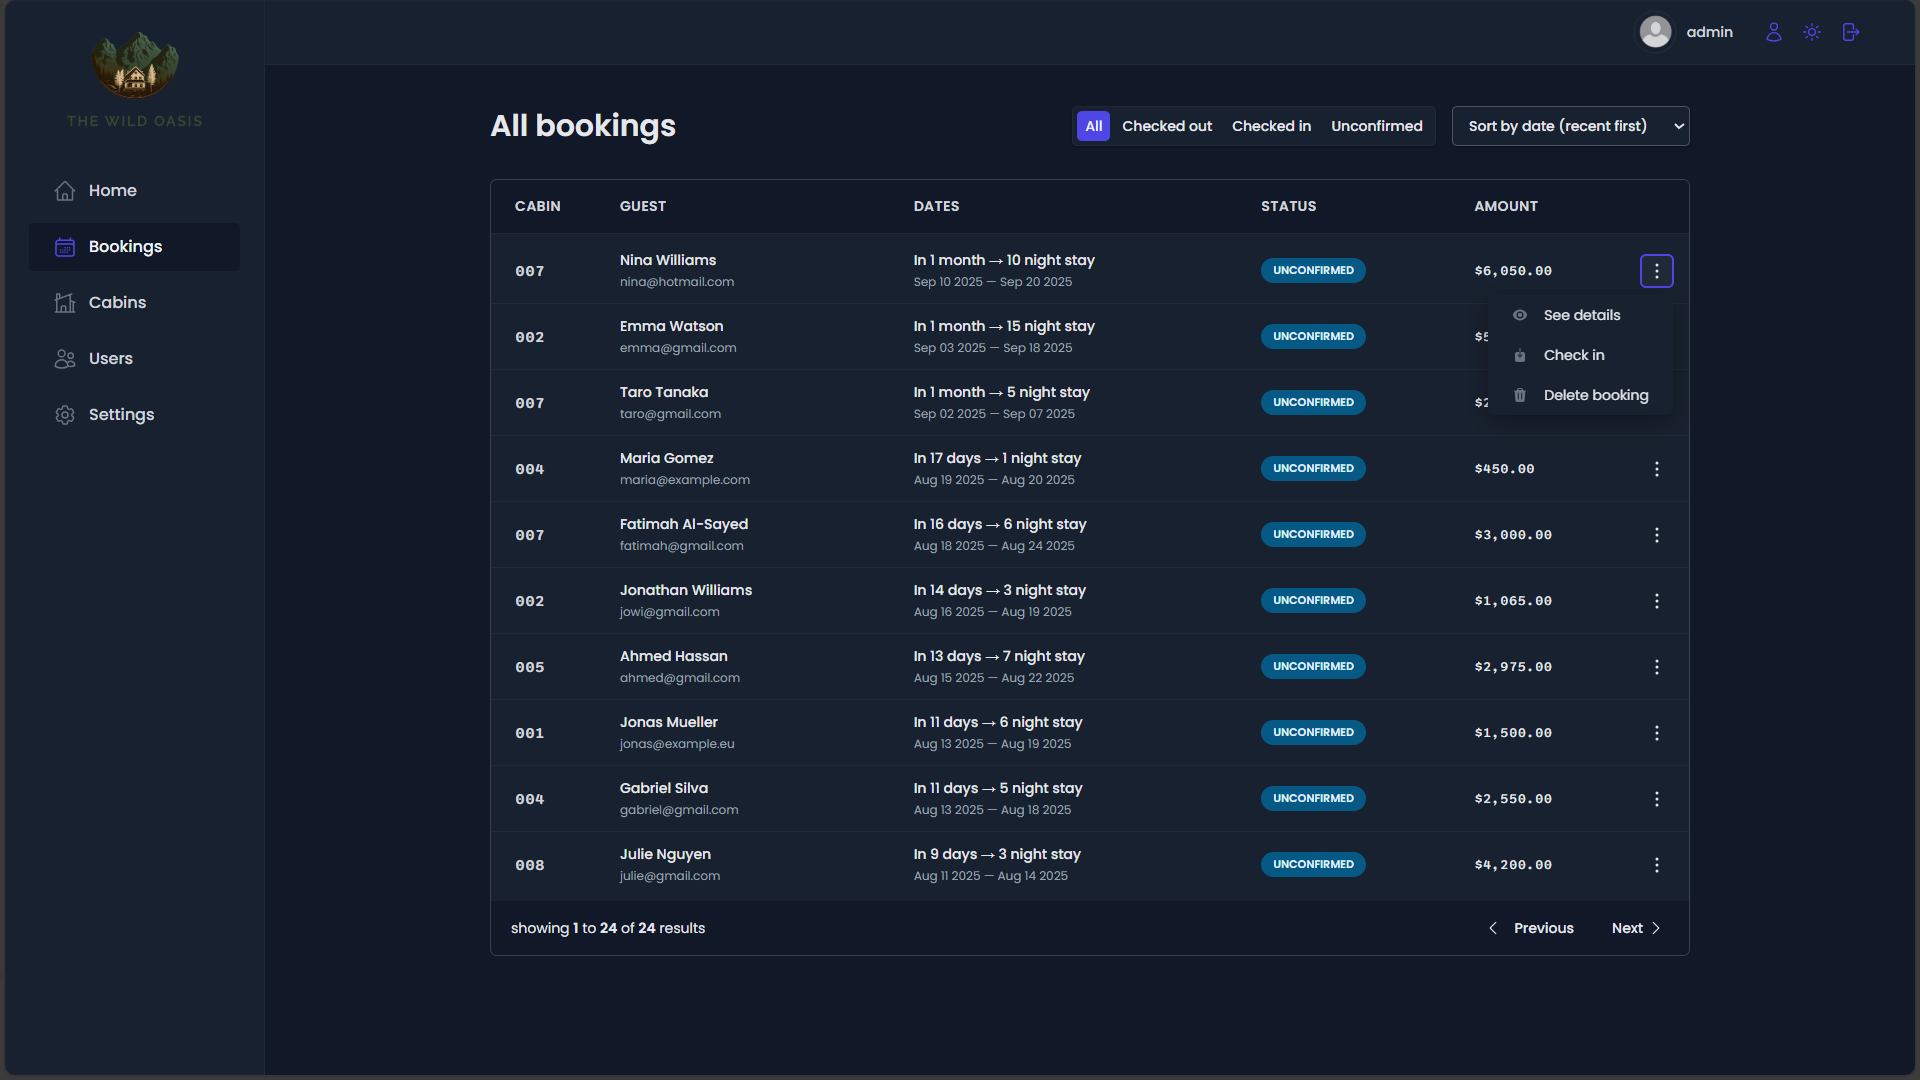 THE WILD OASIS
admin
Home
Bookings
Cabins
Users
Settings
All bookings
All Checked out Checked in Unconfirmed
Sort by date (recent first)
CABIN GUEST DATES STATUS AMOUNT
007 Nina Williams In 1 month → 10 night stay UNCONFIRMED $6,050.00
nina@hotmail.com Sep 10 2025 — Sep 20 2025
002 Emma Watson In 1 month → 15 night stay UNCONFIRMED
emma@gmail.com Sep 03 2025 — Sep 18 2025
007 Taro Tanaka In 1 month → 5 night stay UNCONFIRMED
taro@gmail.com Sep 02 2025 — Sep 07 2025
See details
Check in
Delete booking
004 Maria Gomez In 17 days → 1 night stay UNCONFIRMED $450.00
maria@example.com Aug 19 2025 — Aug 20 2025
007 Fatimah Al-Sayed In 16 days → 6 night stay UNCONFIRMED $3,000.00
fatimah@gmail.com Aug 18 2025 — Aug 24 2025
002 Jonathan Williams In 14 days → 3 night stay UNCONFIRMED $1,065.00
jowi@gmail.com Aug 16 2025 — Aug 19 2025
005 Ahmed Hassan In 13 days → 7 night stay UNCONFIRMED $2,975.00
ahmed@gmail.com Aug 15 2025 — Aug 22 2025
001 Jonas Mueller In 11 days → 6 night stay UNCONFIRMED $1,500.00
jonas@example.eu Aug 13 2025 — Aug 19 2025
004 Gabriel Silva In 11 days → 5 night stay UNCONFIRMED $2,550.00
gabriel@gmail.com Aug 13 2025 — Aug 18 2025
008 Julie Nguyen In 9 days → 3 night stay UNCONFIRMED $4,200.00
julie@gmail.com Aug 11 2025 — Aug 14 2025
showing 1 to 24 of 24 results
Previous Next